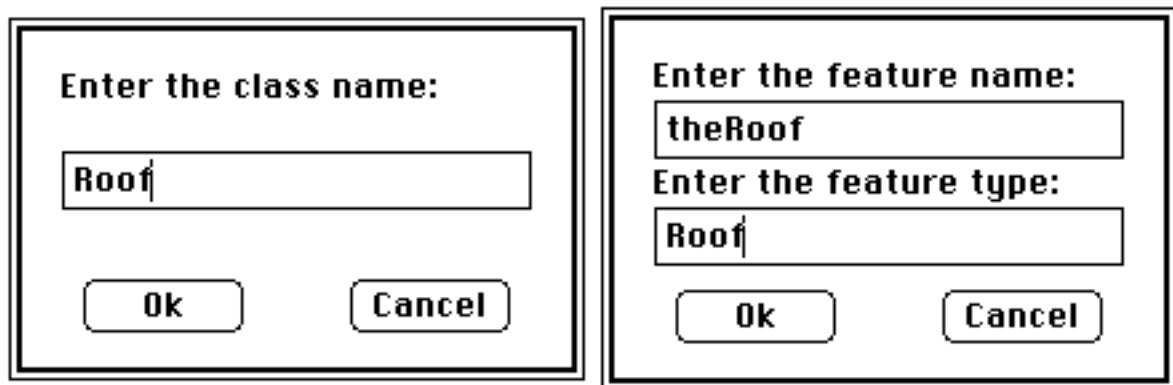 Enter the class name:
Roof
Ok Cancel
Enter the feature name:
theRoof
Enter the feature type:
Roof
Ok Cancel